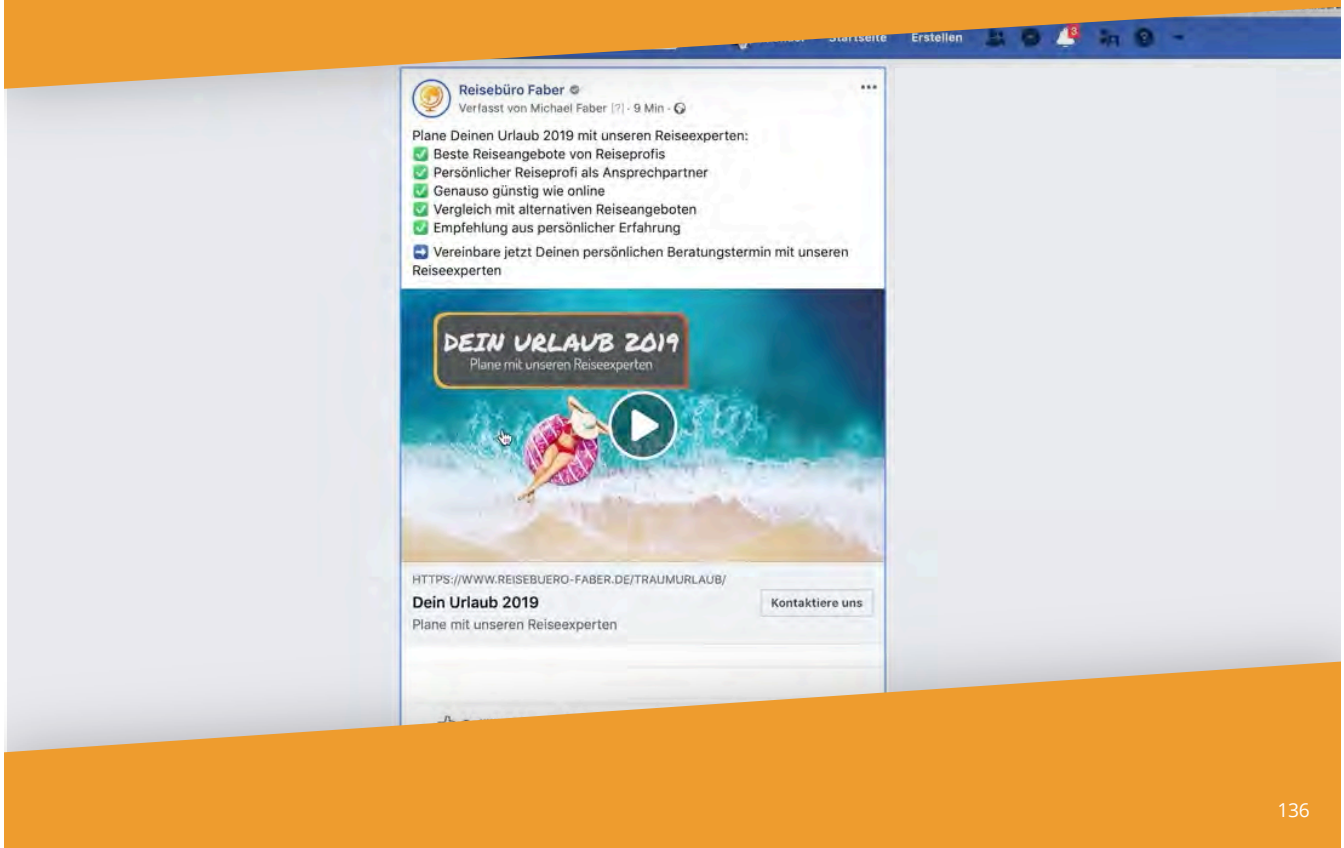 Startseite Erstellen 3
Reisebüro Faber
Verfasst von Michael Faber [?] · 9 Min ·
Plane Deinen Urlaub 2019 mit unseren Reiseexperten:
✅ Beste Reiseangebote von Reiseprofis
✅ Persönlicher Reiseprofi als Ansprechpartner
✅ Genauso günstig wie online
✅ Vergleich mit alternativen Reiseangeboten
✅ Empfehlung aus persönlicher Erfahrung
➡ Vereinbare jetzt Deinen persönlichen Beratungstermin mit unseren
Reiseexperten
DEIN URLAUB 2019
Plane mit unseren Reiseexperten
HTTPS://WWW.REISEBUERO-FABER.DE/TRAUMURLAUB/
Dein Urlaub 2019
Kontaktiere uns
Plane mit unseren Reiseexperten
136